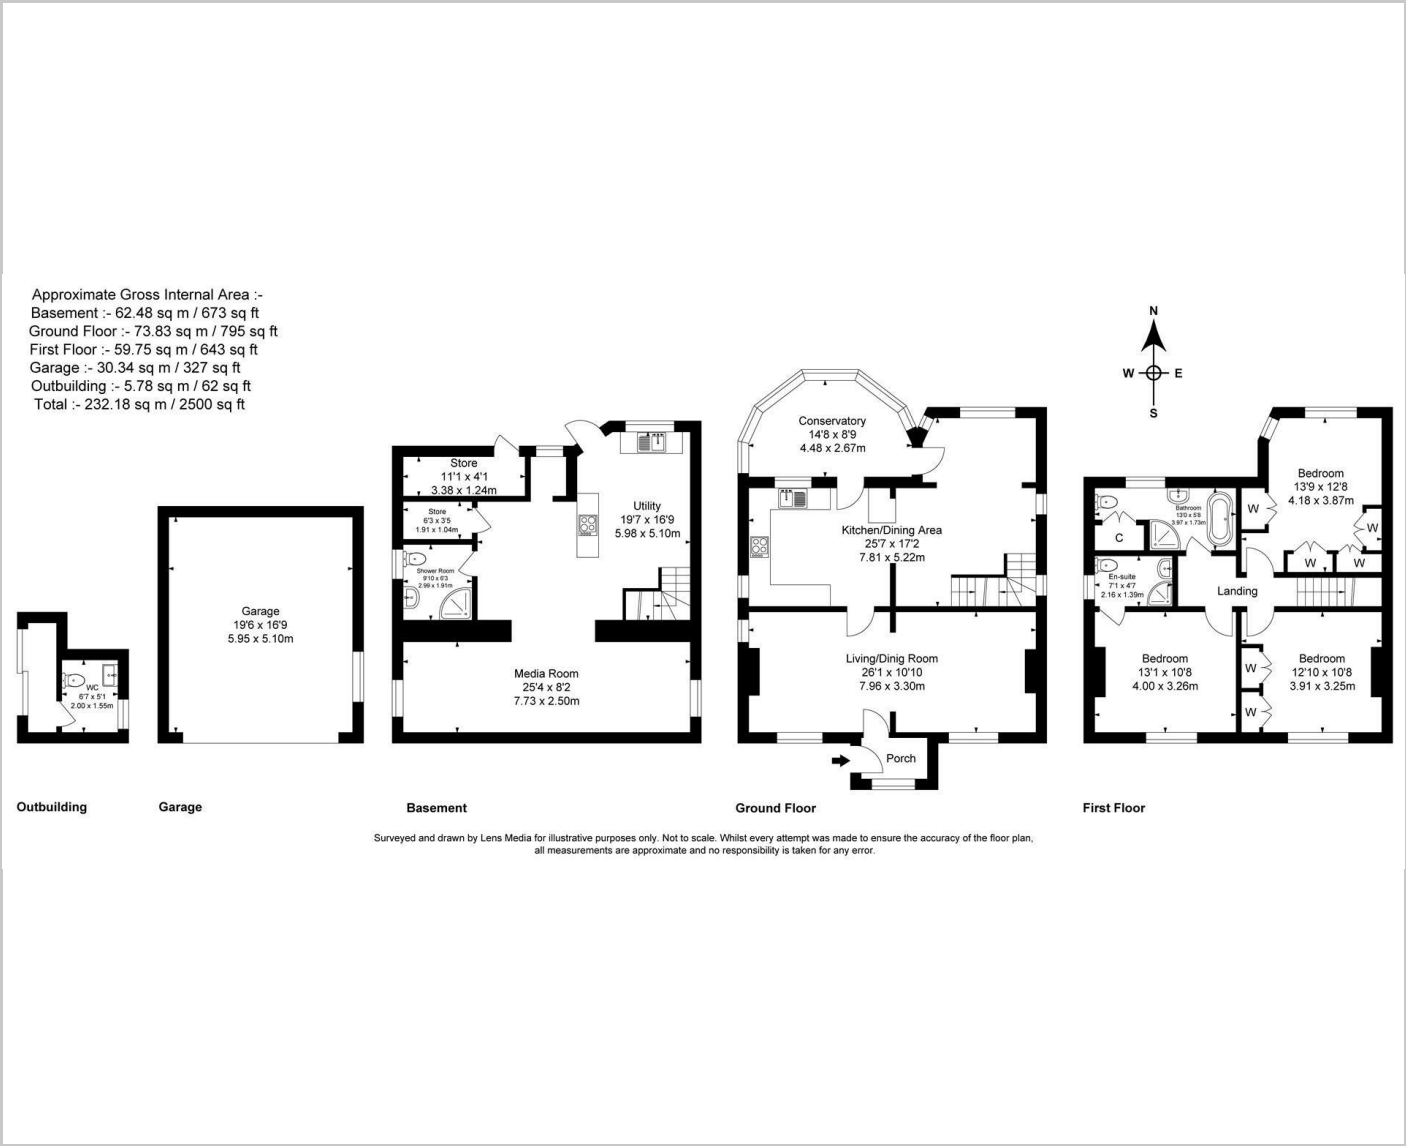 Approximate Gross Internal Area :-
Basement :- 62.48 sq m / 673 sq ft
Ground Floor :- 73.83 sq m / 795 sq ft
First Floor :- 59.75 sq m / 643 sq ft
Garage :- 30.34 sq m / 327 sq ft
Outbuilding :- 5.78 sq m / 62 sq ft
Total :- 232.18 sq m / 2500 sq ft
N
W
E
S
WC
6'7 x 5'1
2.00 x 1.55m
Outbuilding
Garage
19'6 x 16'9
5.95 x 5.10m
Garage
Store
11'1 x 4'1
3.38 x 1.24m
Store
6'3 x 3'5
1.91 x 1.04m
Shower Room
9'10 x 6'3
2.99 x 1.91m
Utility
19'7 x 16'9
5.98 x 5.10m
Media Room
25'4 x 8'2
7.73 x 2.50m
Basement
Conservatory
14'8 x 8'9
4.48 x 2.67m
Kitchen/Dining Area
25'7 x 17'2
7.81 x 5.22m
Living/Dinig Room
26'1 x 10'10
7.96 x 3.30m
Porch
Ground Floor
Bedroom
13'9 x 12'8
4.18 x 3.87m
Bathroom
13'0 x 5'8
3.97 x 1.73m
W
W
W
W
C
En-suite
7'1 x 4'7
2.16 x 1.39m
Landing
Bedroom
13'1 x 10'8
4.00 x 3.26m
W
W
Bedroom
12'10 x 10'8
3.91 x 3.25m
First Floor
Surveyed and drawn by Lens Media for illustrative purposes only. Not to scale. Whilst every attempt was made to ensure the accuracy of the floor plan,
all measurements are approximate and no responsibility is taken for any error.